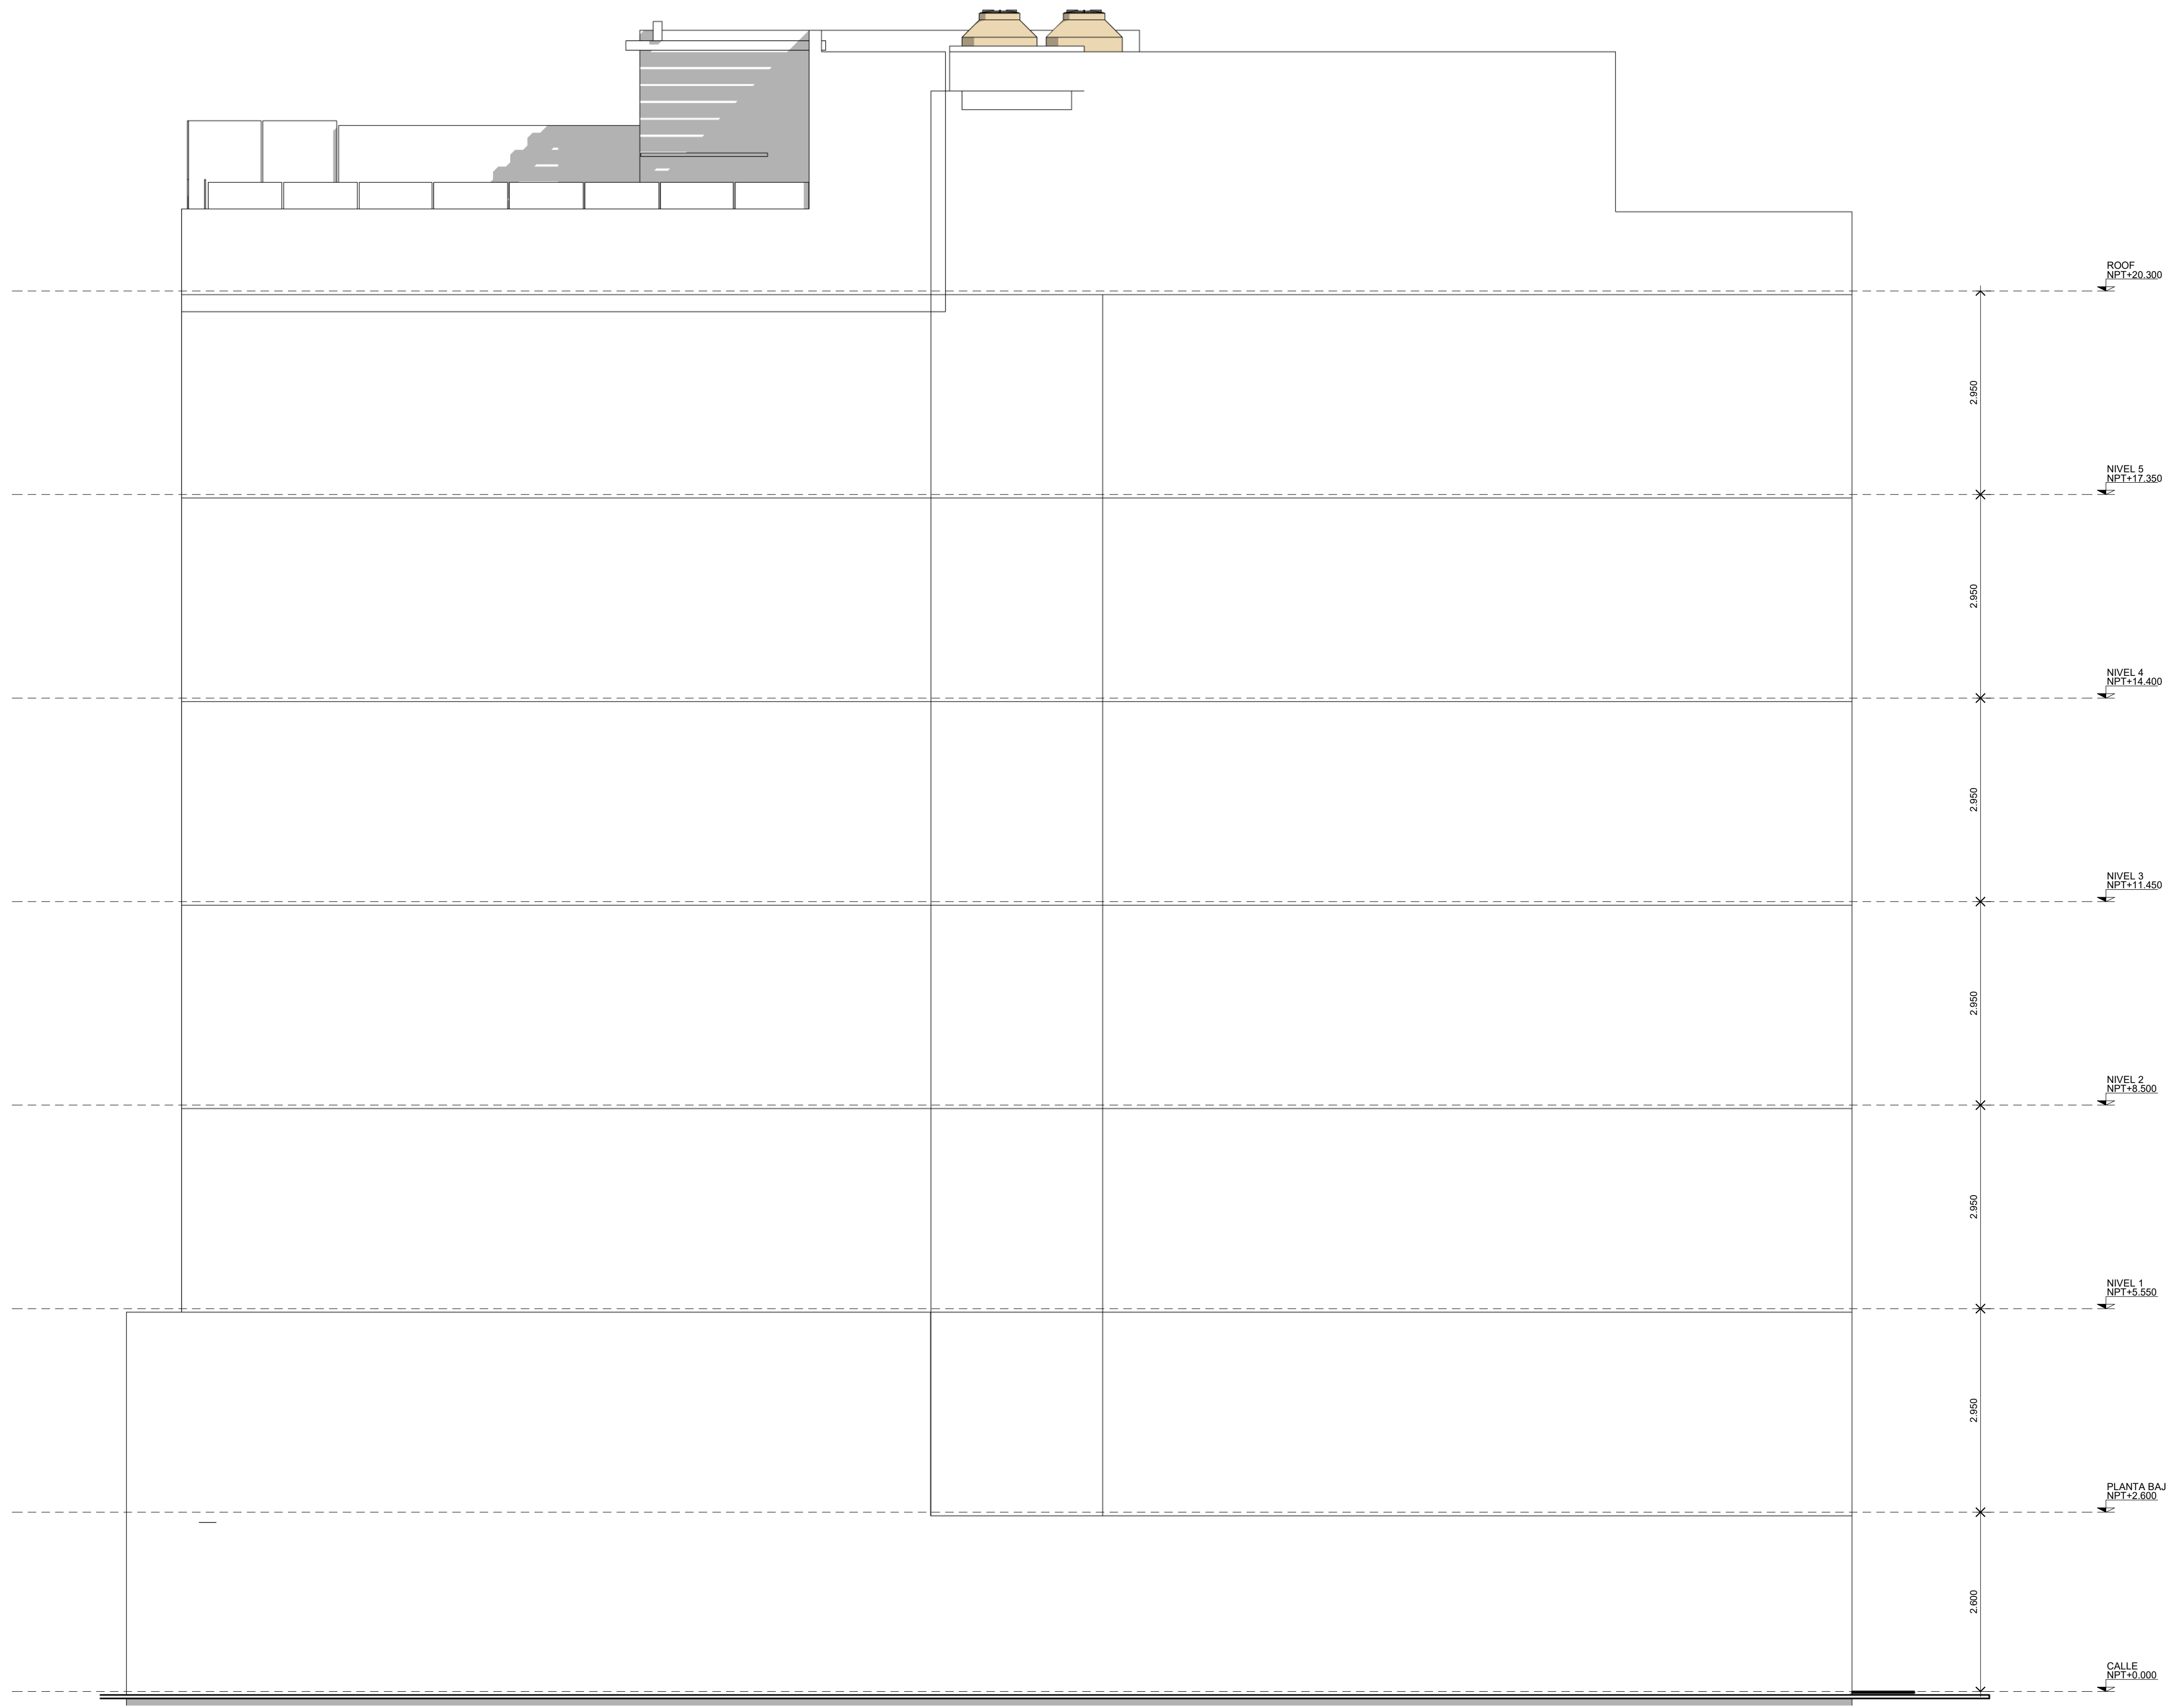 ROOF
NPT+20.300
2.950
NIVEL 5
NPT+17.350
2.950
NIVEL 4
NPT+14.400
2.950
NIVEL 3
NPT+11.450
2.950
NIVEL 2
NPT+8.500
2.950
NIVEL 1
NPT+5.550
2.950
PLANTA BAJ
NPT+2.600
2.600
CALLE
NPT+0.000